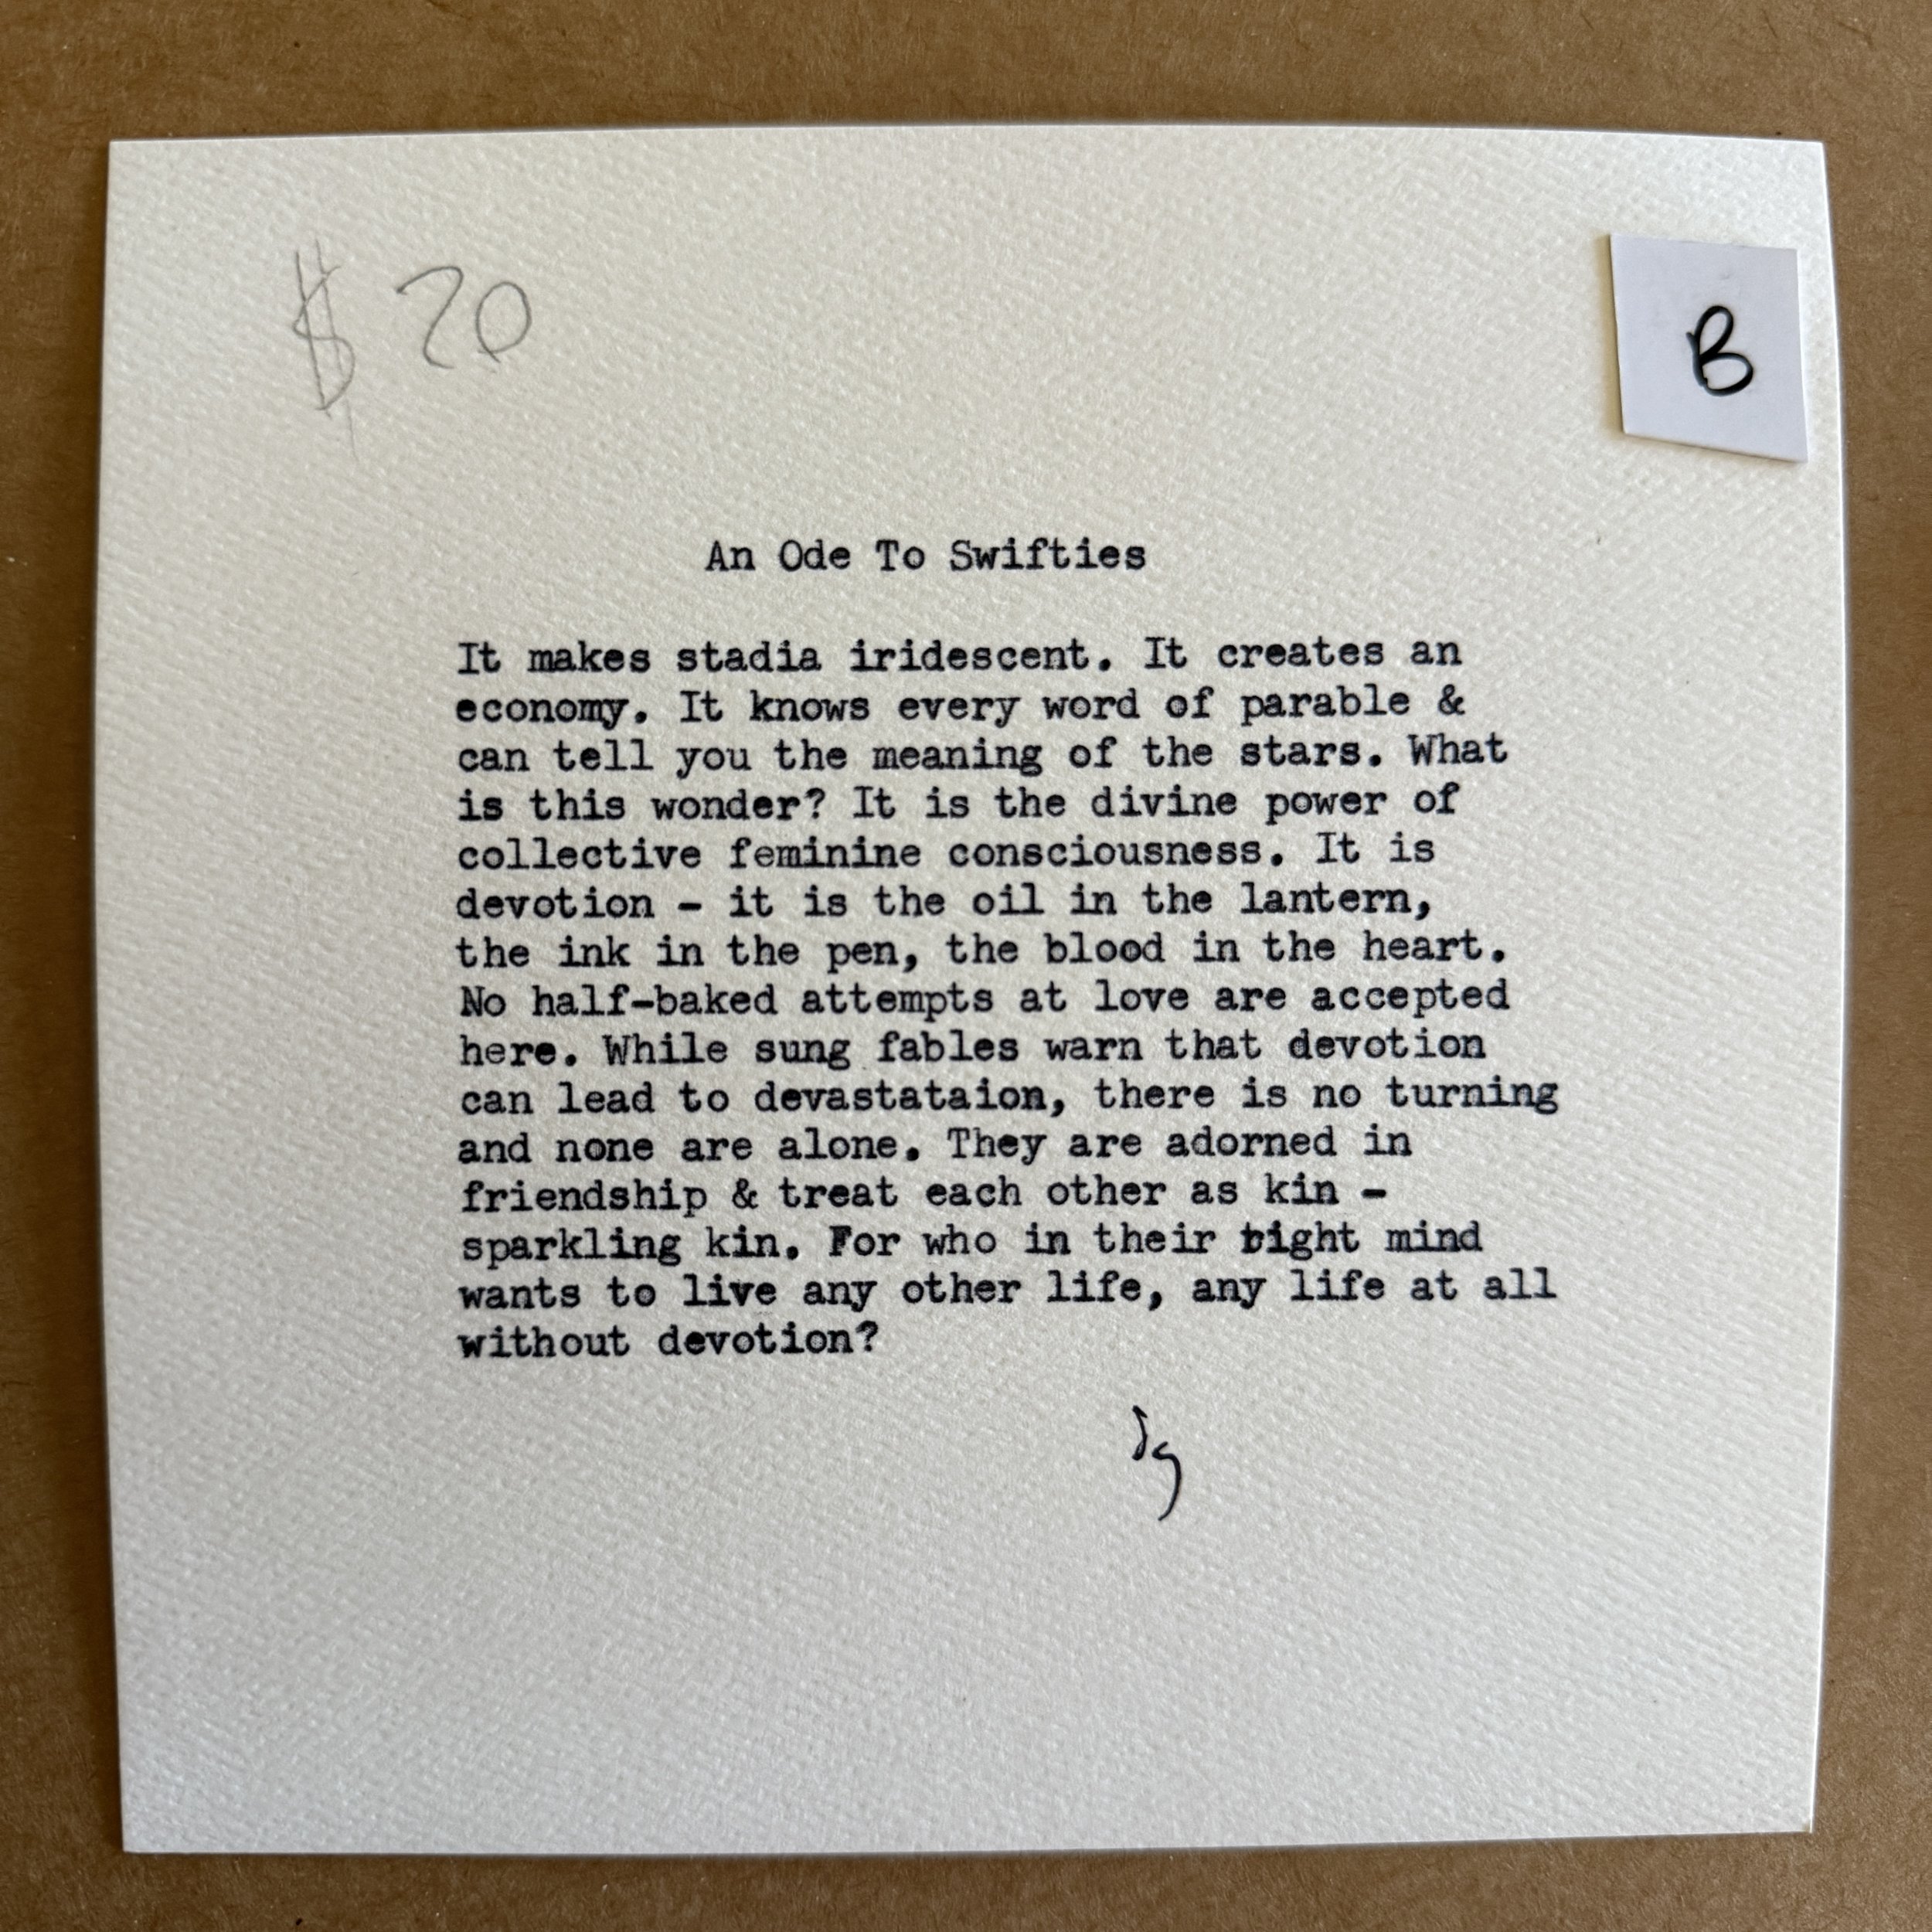 $20
B
An Ode To Swifties
It makes stadia iridescent. It creates an
economy. It knows every word of parable &
can tell you the meaning of the stars. What
is this wonder? It is the divine power of
collective feminine consciousness. It is
devotion - it is the oil in the lantern,
the ink in the pen, the blood in the heart.
No half-baked attempts at love are accepted
here. While sung fables warn that devotion
can lead to devastataion, there is no turning
and none are alone. They are adorned in
friendship & treat each other as kin -
sparkling kin. For who in their right mind
wants to live any other life, any life at all
without devotion?